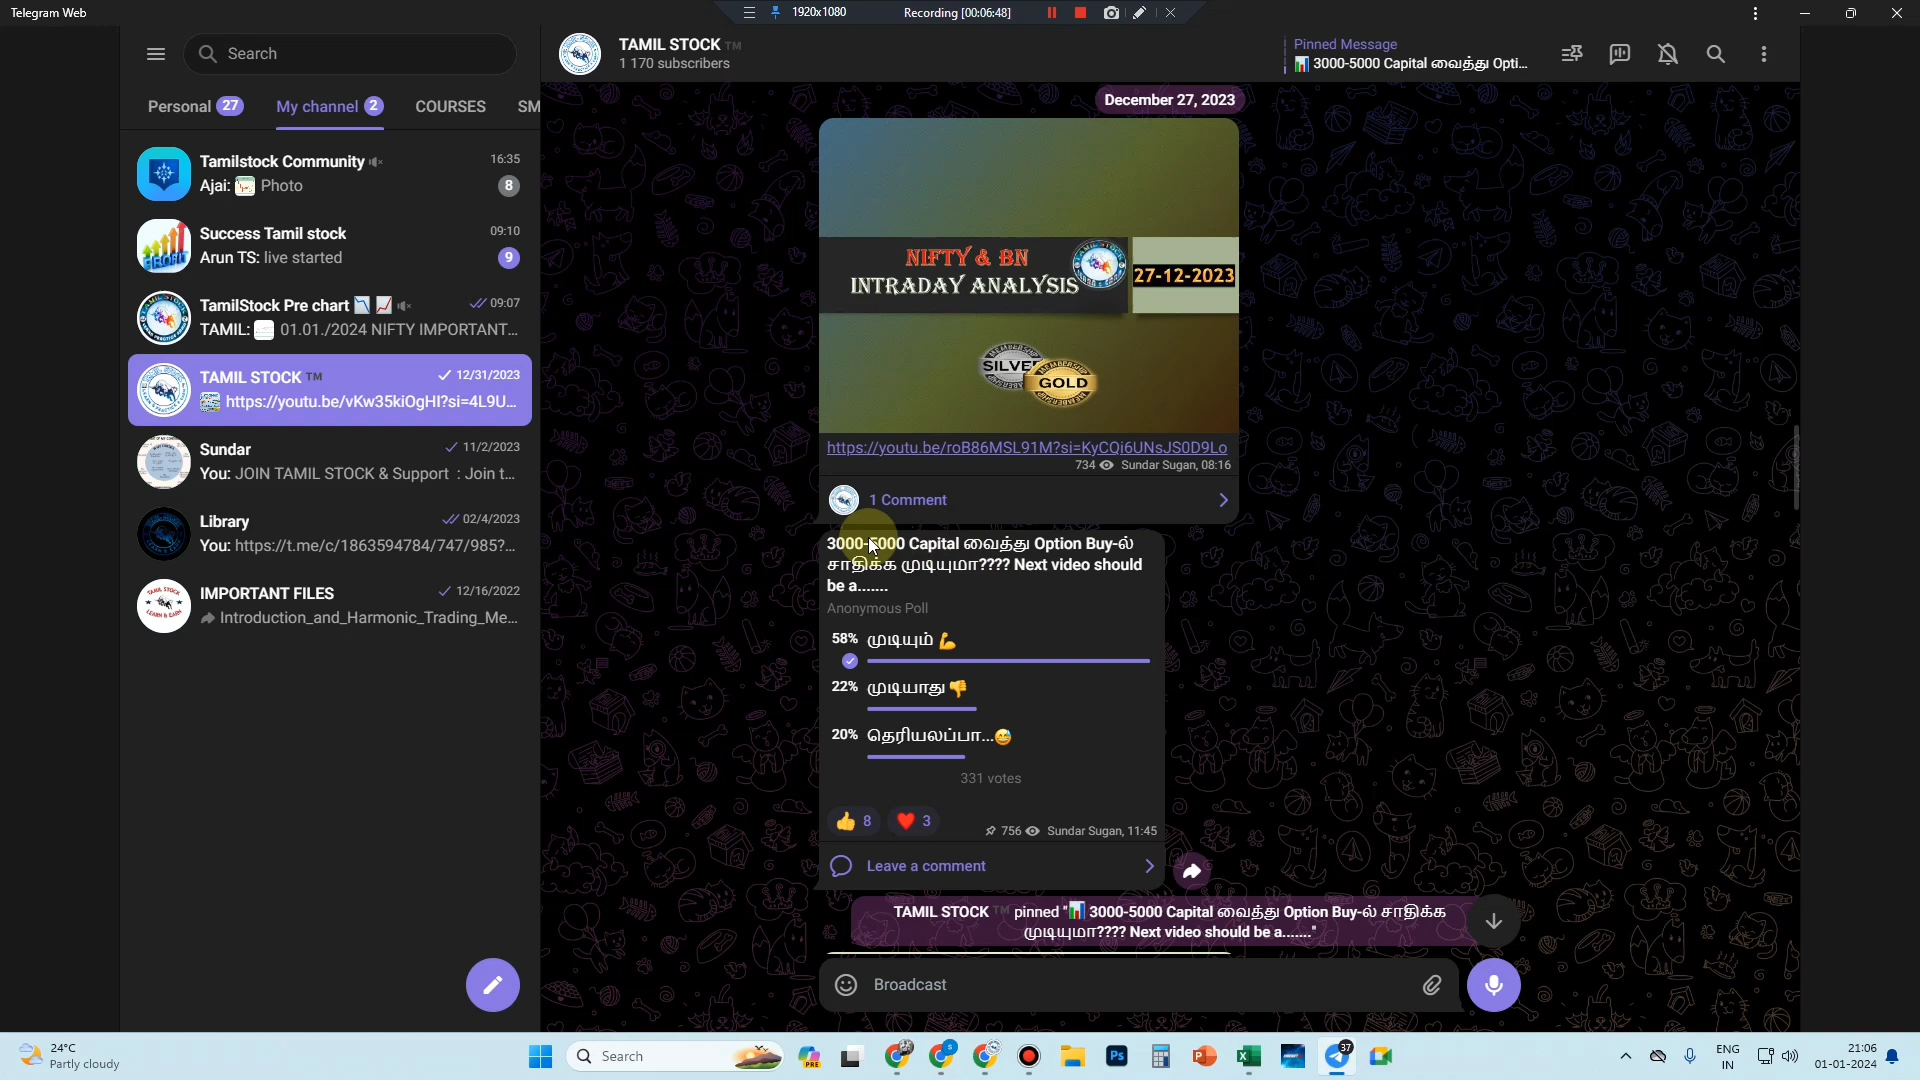 Telegram Web
1920x1080
Recording [00:06:48]
Search
TAMIL STOCK ™
1 170 subscribers
Pinned Message
📊 3000-5000 Capital வைத்து Opti...
Personal 27
My channel 2
COURSES
SM
Tamilstock Community
16:35
Ajai: Photo
8
Success Tamil stock
09:10
Arun TS: live started
9
TamilStock Pre chart 📉 📈
09:07
TAMIL: 01.01./2024 NIFTY IMPORTANT...
TAMIL STOCK ™
12/31/2023
https://youtu.be/vKw35kiOgHI?si=4L9U...
Sundar
11/2/2023
You: JOIN TAMIL STOCK & Support : Join t...
Library
02/4/2023
You: https://t.me/c/1863594784/747/985?...
IMPORTANT FILES
12/16/2022
Introduction_and_Harmonic_Trading_Me...
December 27, 2023
NIFTY & BN
INTRADAY ANALYSIS
27-12-2023
MEMBERSHIP
SILVE
MEMBERSHIP
GOLD
https://youtu.be/roB86MSL91M?si=KyCQi6UNsJS0D9Lo
734 Sundar Sugan, 08:16
1 Comment
3000-5000 Capital வைத்து Option Buy-ல்
சாதிக்க முடியுமா???? Next video should
be a.......
Anonymous Poll
58% முடியும் 💪
22% முடியாது 👎
20% தெரியலப்பா...😅
331 votes
👍 8 ❤️ 3
756 Sundar Sugan, 11:45
Leave a comment
TAMIL STOCK ™ pinned "📊 3000-5000 Capital வைத்து Option Buy-ல் சாதிக்க
முடியுமா???? Next video should be a......."
Broadcast
24°C
Partly cloudy
Search
PRE
Ps
37
ENG
IN
21:06
01-01-2024